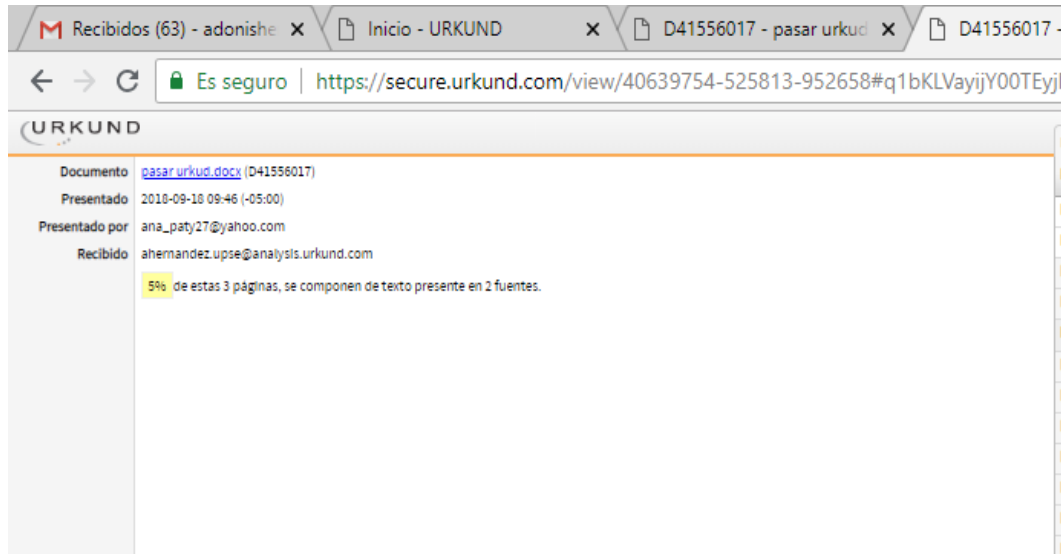 Recibidos (63) - adonishe
Inicio - URKUND
D41556017 - pasar urkud
D41556017 -
Es seguro | https://secure.urkund.com/view/40639754-525813-952658#q1bKLVayijY00TEyj
URKUND
Documento pasar urkud.docx (D41556017)
Presentado 2018-09-18 09:46 (-05:00)
Presentado por ana_paty27@yahoo.com
Recibido ahernandez.upse@analysis.urkund.com
5% de estas 3 páginas, se componen de texto presente en 2 fuentes.